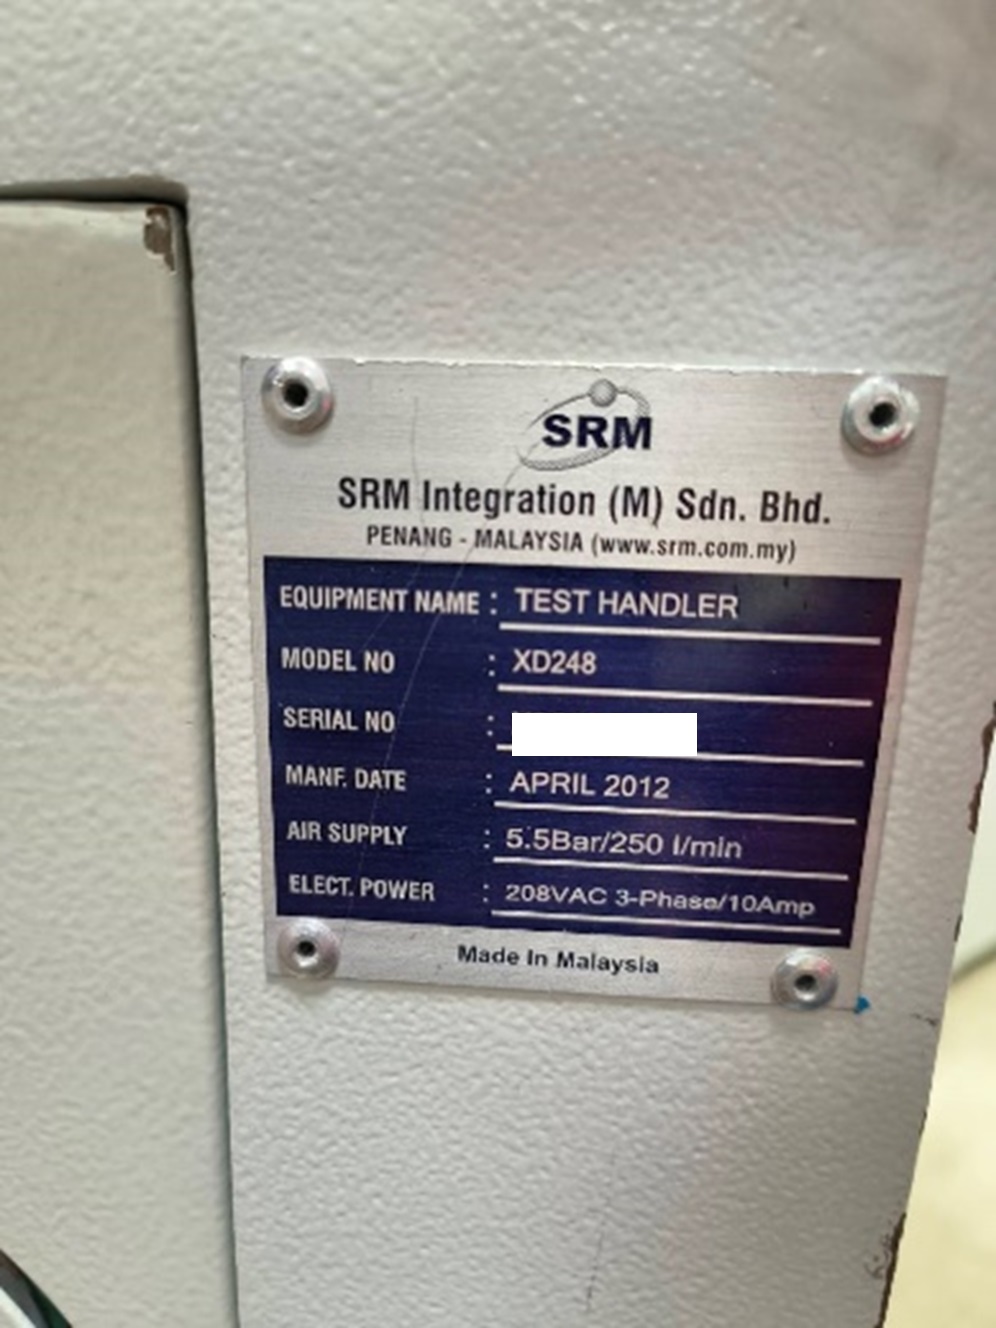 SRM
SRM Integration (M) Sdn. Bhd.
PENANG - MALAYSIA (www.srm.com.my)
EQUIPMENT NAME : TEST HANDLER
MODEL NO : XD248
SERIAL NO :
MANF. DATE : APRIL 2012
AIR SUPPLY : 5.5Bar/250 l/min
ELECT. POWER : 208VAC 3-Phase/10Amp
Made In Malaysia